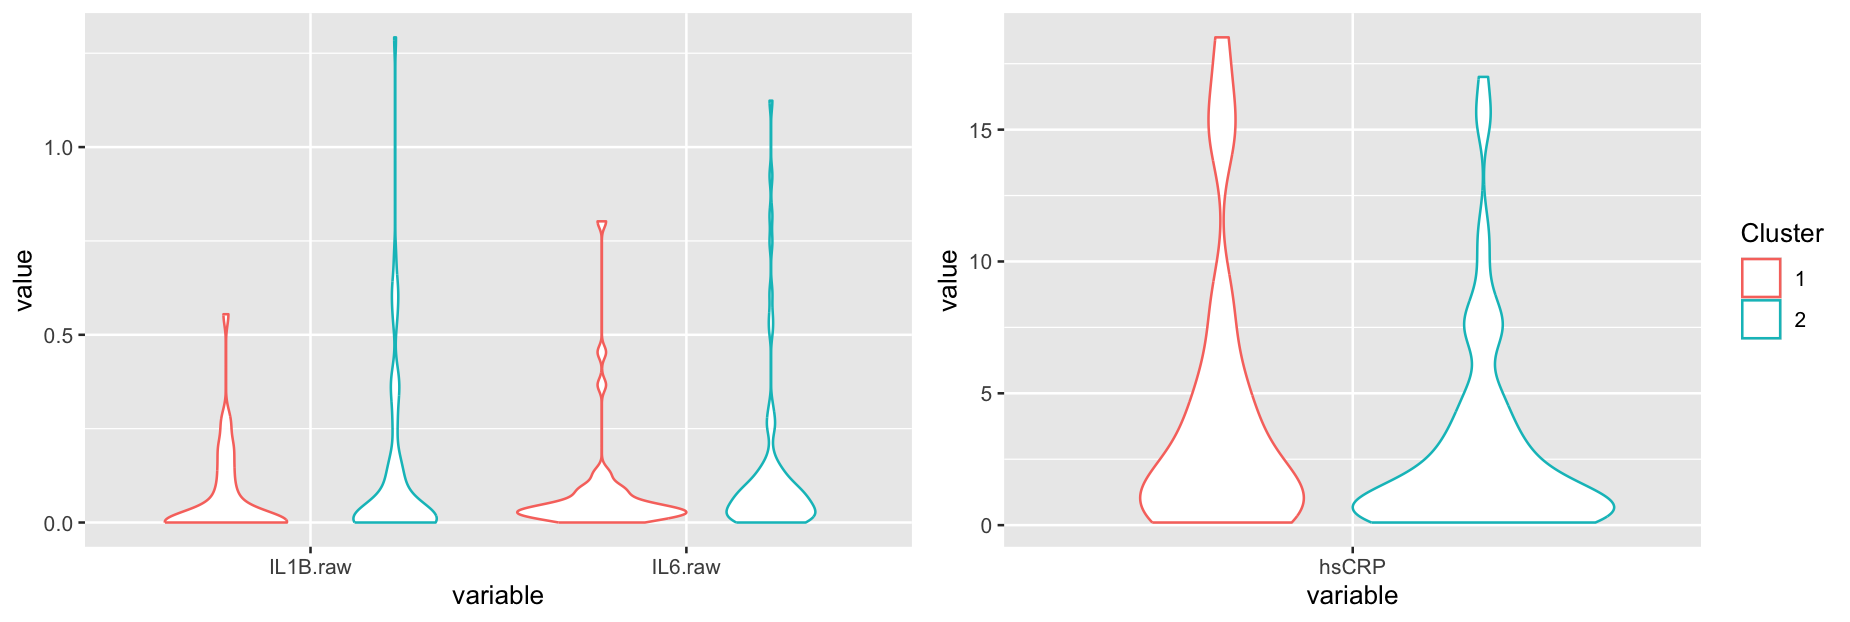 value
1.0
0.5
0.0
IL1B.raw
IL6.raw
variable
value
15
10
5
0
hsCRP
variable
Cluster
1
2